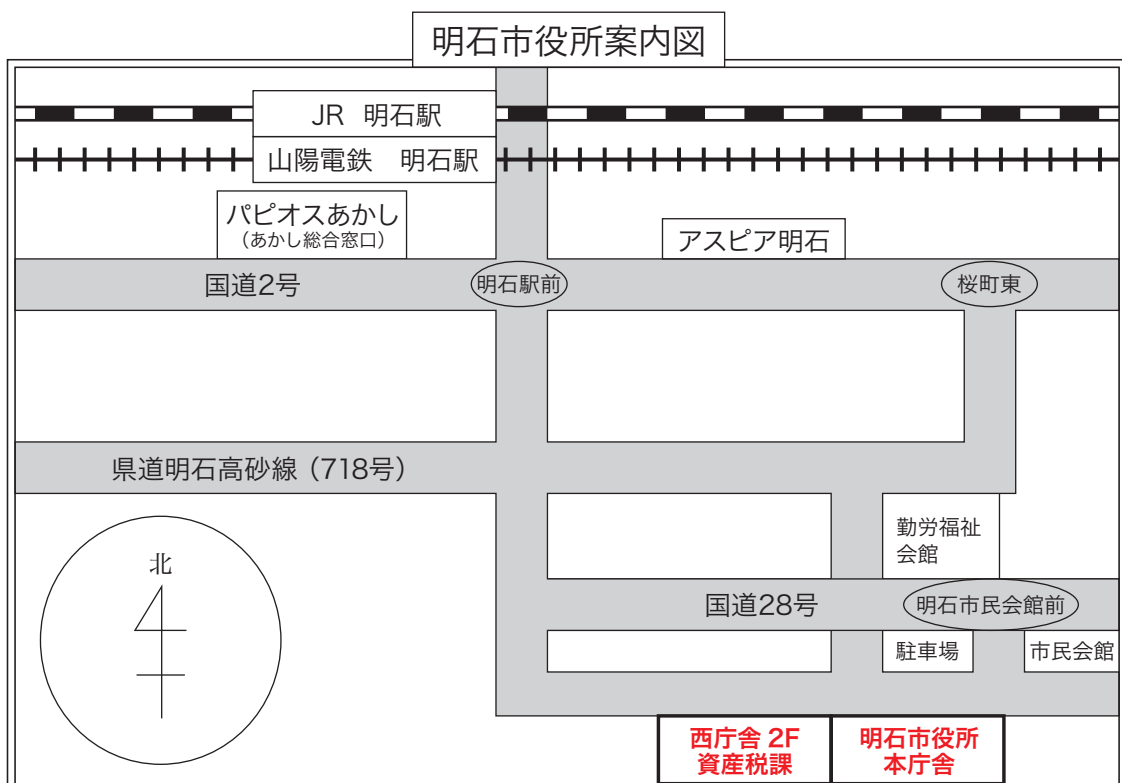 明石市役所案内図
JR 明石駅
山陽電鉄 明石駅
パピオスあかし
（あかし総合窓口）
アスピア明石
国道2号
明石駅前
桜町東
県道明石高砂線（718号）
勤労福祉
会館
北
国道28号
明石市民会館前
駐車場
市民会館
西庁舎 2F
資産税課
明石市役所
本庁舎